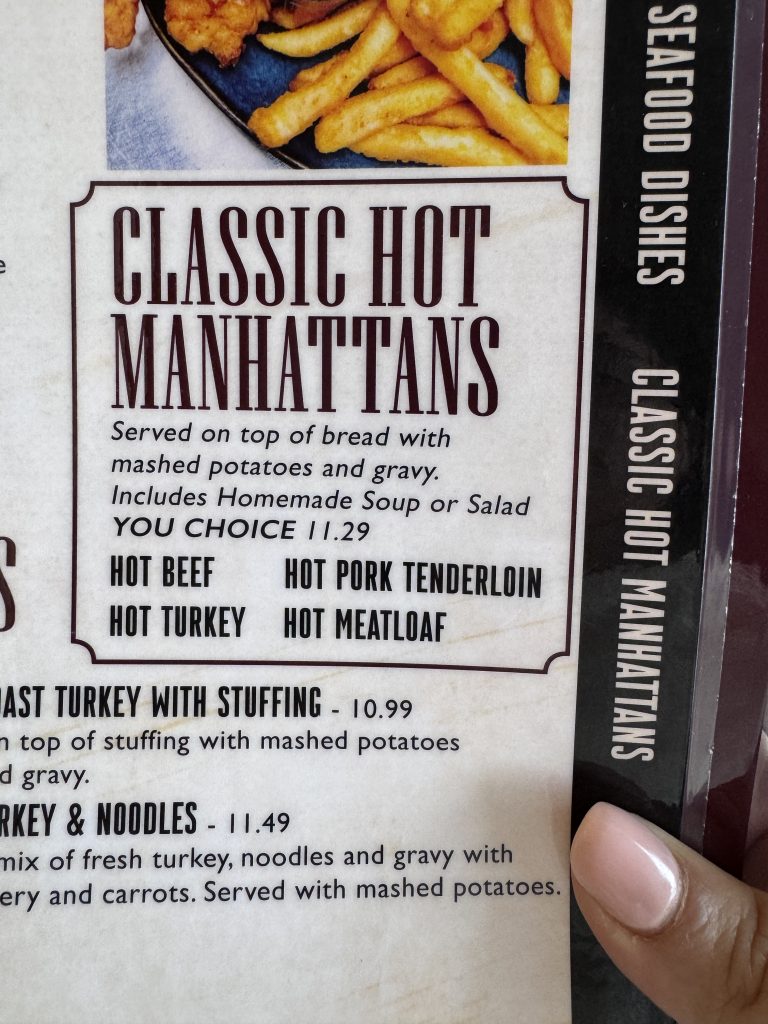 SEAFOOD DISHES
CLASSIC HOT MANHATTANS
CLASSIC HOT
MANHATTANS
Served on top of bread with
mashed potatoes and gravy.
Includes Homemade Soup or Salad
YOU CHOICE 11.29
HOT BEEF HOT PORK TENDERLOIN
HOT TURKEY HOT MEATLOAF
TURKEY WITH STUFFING - 10.99
top of stuffing with mashed potatoes
gravy.
& NOODLES - 11.49
mix of fresh turkey, noodles and gravy with
and carrots. Served with mashed potatoes.